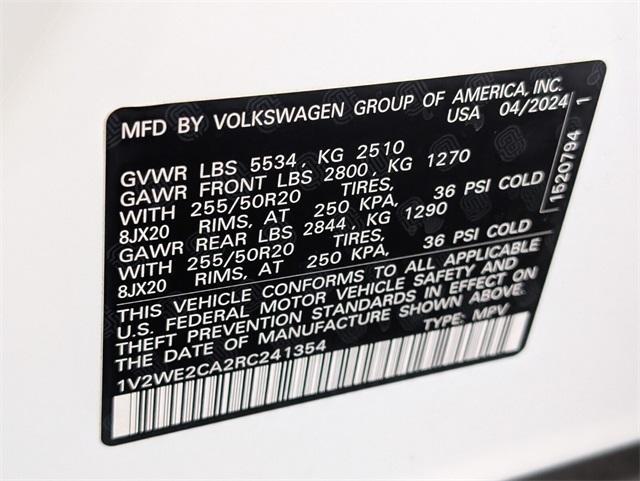 MFD BY VOLKSWAGEN GROUP OF AMERICA, INC.
USA 04/2024
GVWR LBS 5534, KG 2510
GAWR FRONT LBS 2800, KG 1270
WITH 255/50R20 TIRES,
8JX20 RIMS, AT 250 KPA, 36 PSI COLD
GAWR REAR LBS 2844, KG 1290
WITH 255/50R20 TIRES,
8JX20 RIMS, AT 250 KPA, 36 PSI COLD
THIS VEHICLE CONFORMS TO ALL APPLICABLE
U.S. FEDERAL MOTOR VEHICLE SAFETY AND
THEFT PREVENTION STANDARDS IN EFFECT ON
THE DATE OF MANUFACTURE SHOWN ABOVE.
TYPE: MPV
1V2WE2CA2RC241354
1520794 1